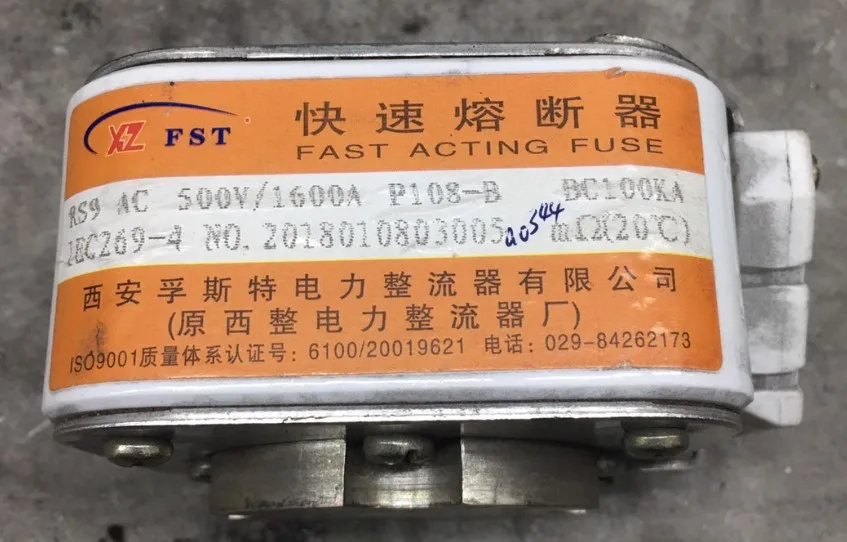 XZ FST 快速熔断器
FAST ACTING FUSE
RS9 AC 500V/1600A P108-B BC100KA
IEC269-4 NO.2018010803005 0.0544 mΩ(20℃)
西安孚斯特电力整流器有限公司
(原西整电力整流器厂)
ISO9001质量体系认证号: 6100/20019621 电话: 029-84262173